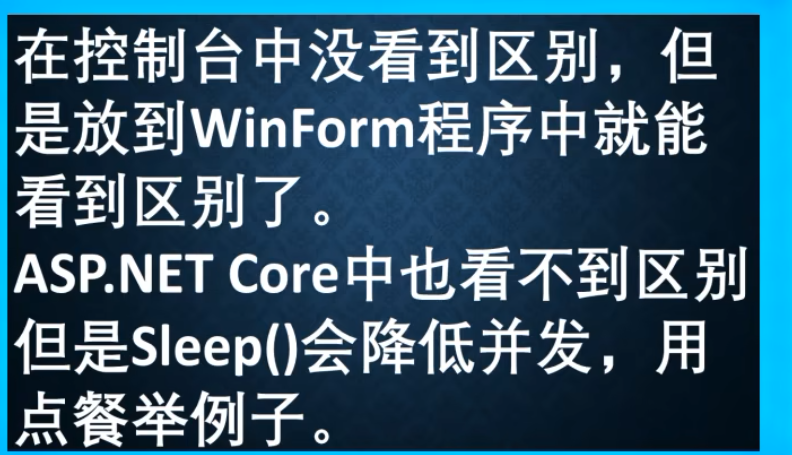 在控制台中没看到区别，但
是放到WinForm程序中就能
看到区别了。
ASP.NET Core中也看不到区别
但是Sleep()会降低并发，用
点餐举例子。